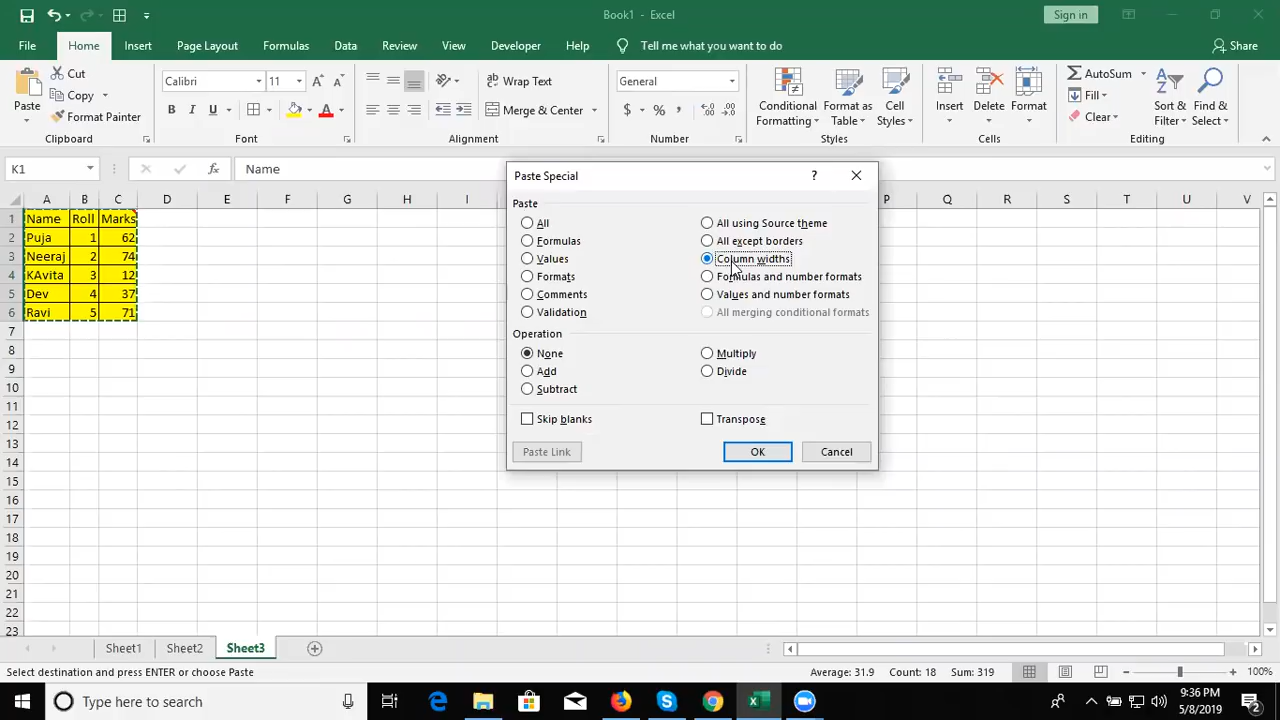 Book1 - Excel
Sign in
File Home Insert Page Layout Formulas Data Review View Developer Help Tell me what you want to do Share
Cut
Copy
Format Painter
Paste
Clipboard
Calibri 11
B I U
Font
Wrap Text
Merge & Center
Alignment
General
$ % ,
Number
Conditional Formatting
Format as Table
Cell Styles
Styles
Insert Delete Format
Cells
AutoSum
Fill
Clear
Sort & Filter
Find & Select
Editing
K1 fx Name
A B C D E F G H I P Q R S T U V
1 Name Roll Marks
2 Puja 1 62
3 Neeraj 2 74
4 KAvita 3 12
5 Dev 4 37
6 Ravi 5 71
7
8
9
10
11
12
13
14
15
16
17
18
19
20
21
22
23
Paste Special ?
Paste
All All using Source theme
Formulas All except borders
Values Column widths
Formats Formulas and number formats
Comments Values and number formats
Validation All merging conditional formats
Operation
None Multiply
Add Divide
Subtract
Skip blanks Transpose
Paste Link OK Cancel
Sheet1 Sheet2 Sheet3
Select destination and press ENTER or choose Paste Average: 31.9 Count: 18 Sum: 319 100%
Type here to search
9:36 PM
5/8/2019
2